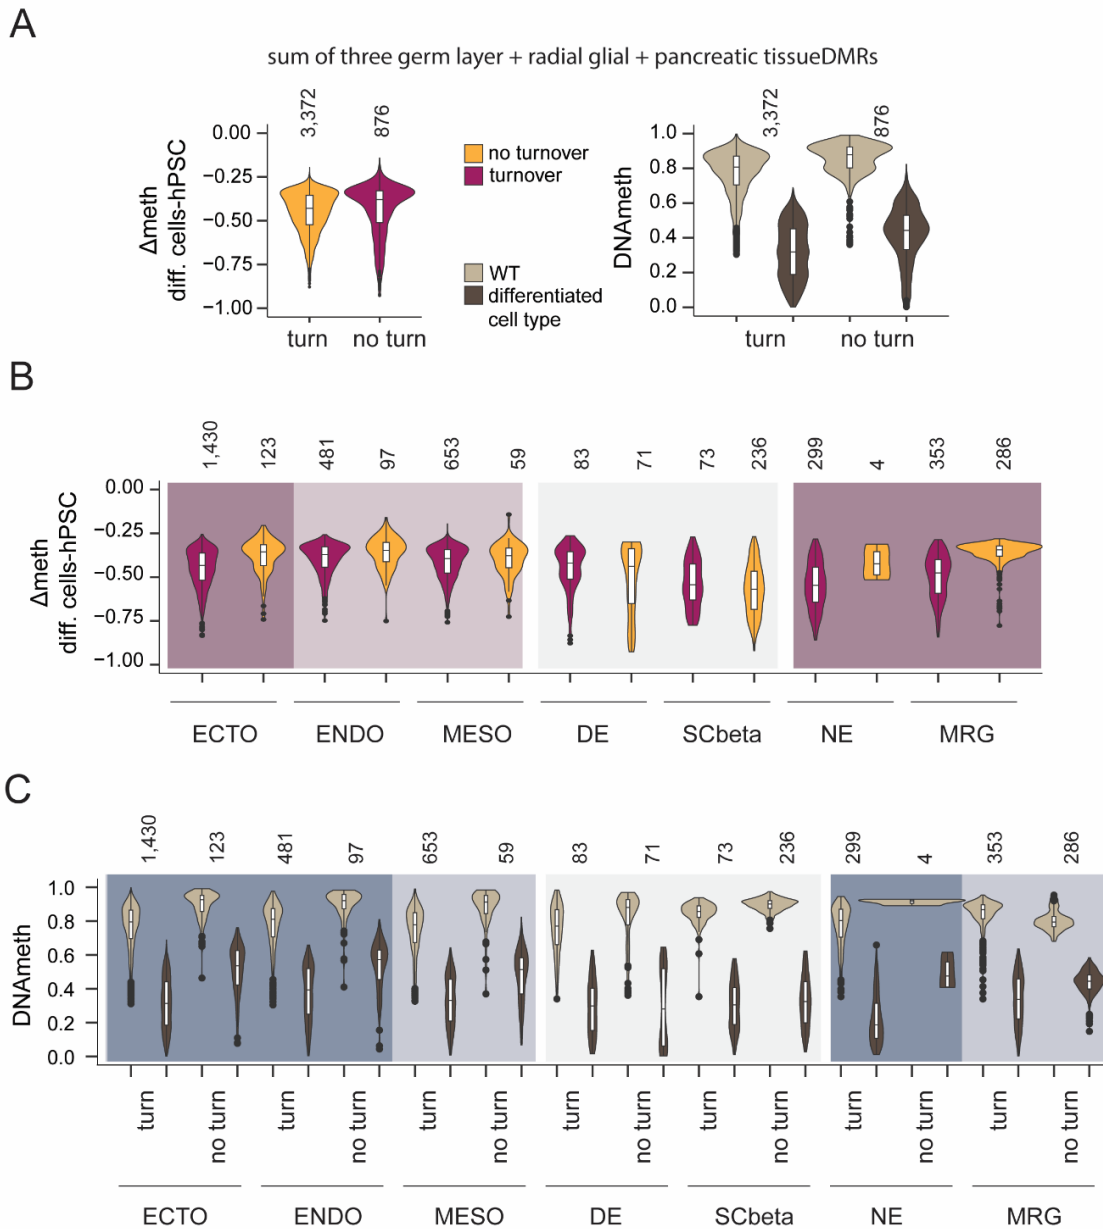 A
sum of three germ layer + radial glial + pancreatic tissueDMRs
Δmeth
diff. cells-hPSC
0.00
−0.25
−0.50
−0.75
−1.00
3,372
876
turn
no turn
no turnover
turnover
WT
differentiated
cell type
DNAmeth
1.0
0.8
0.6
0.4
0.2
0.0
3,372
876
turn
no turn
B
Δmeth
diff. cells-hPSC
0.00
−0.25
−0.50
−0.75
−1.00
1,430
123
481
97
653
59
83
71
73
236
299
4
353
286
ECTO
ENDO
MESO
DE
SCbeta
NE
MRG
C
DNAmeth
1.0
0.8
0.6
0.4
0.2
0.0
1,430
123
481
97
653
59
83
71
73
236
299
4
353
286
turn
no turn
turn
no turn
turn
no turn
turn
no turn
turn
no turn
turn
no turn
turn
no turn
ECTO
ENDO
MESO
DE
SCbeta
NE
MRG